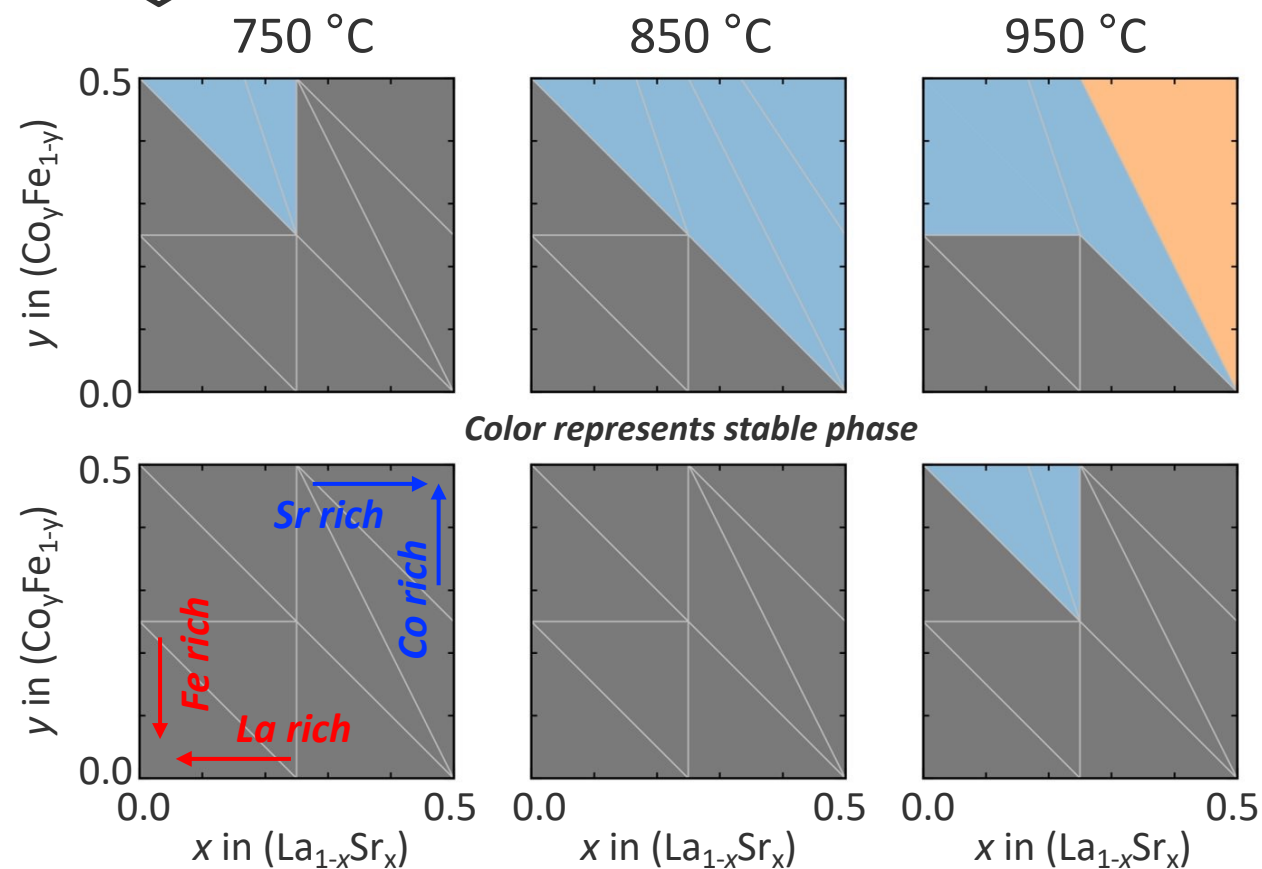 750 °C 850 °C 950 °C
0.5
y in (CoyFe1-y)
0.0
Color represents stable phase
0.5
Sr rich
Co rich
Fe rich
La rich
y in (CoyFe1-y)
0.0
0.0 0.5 0.0 0.5 0.0 0.5
x in (La1-xSrx) x in (La1-xSrx) x in (La1-xSrx)